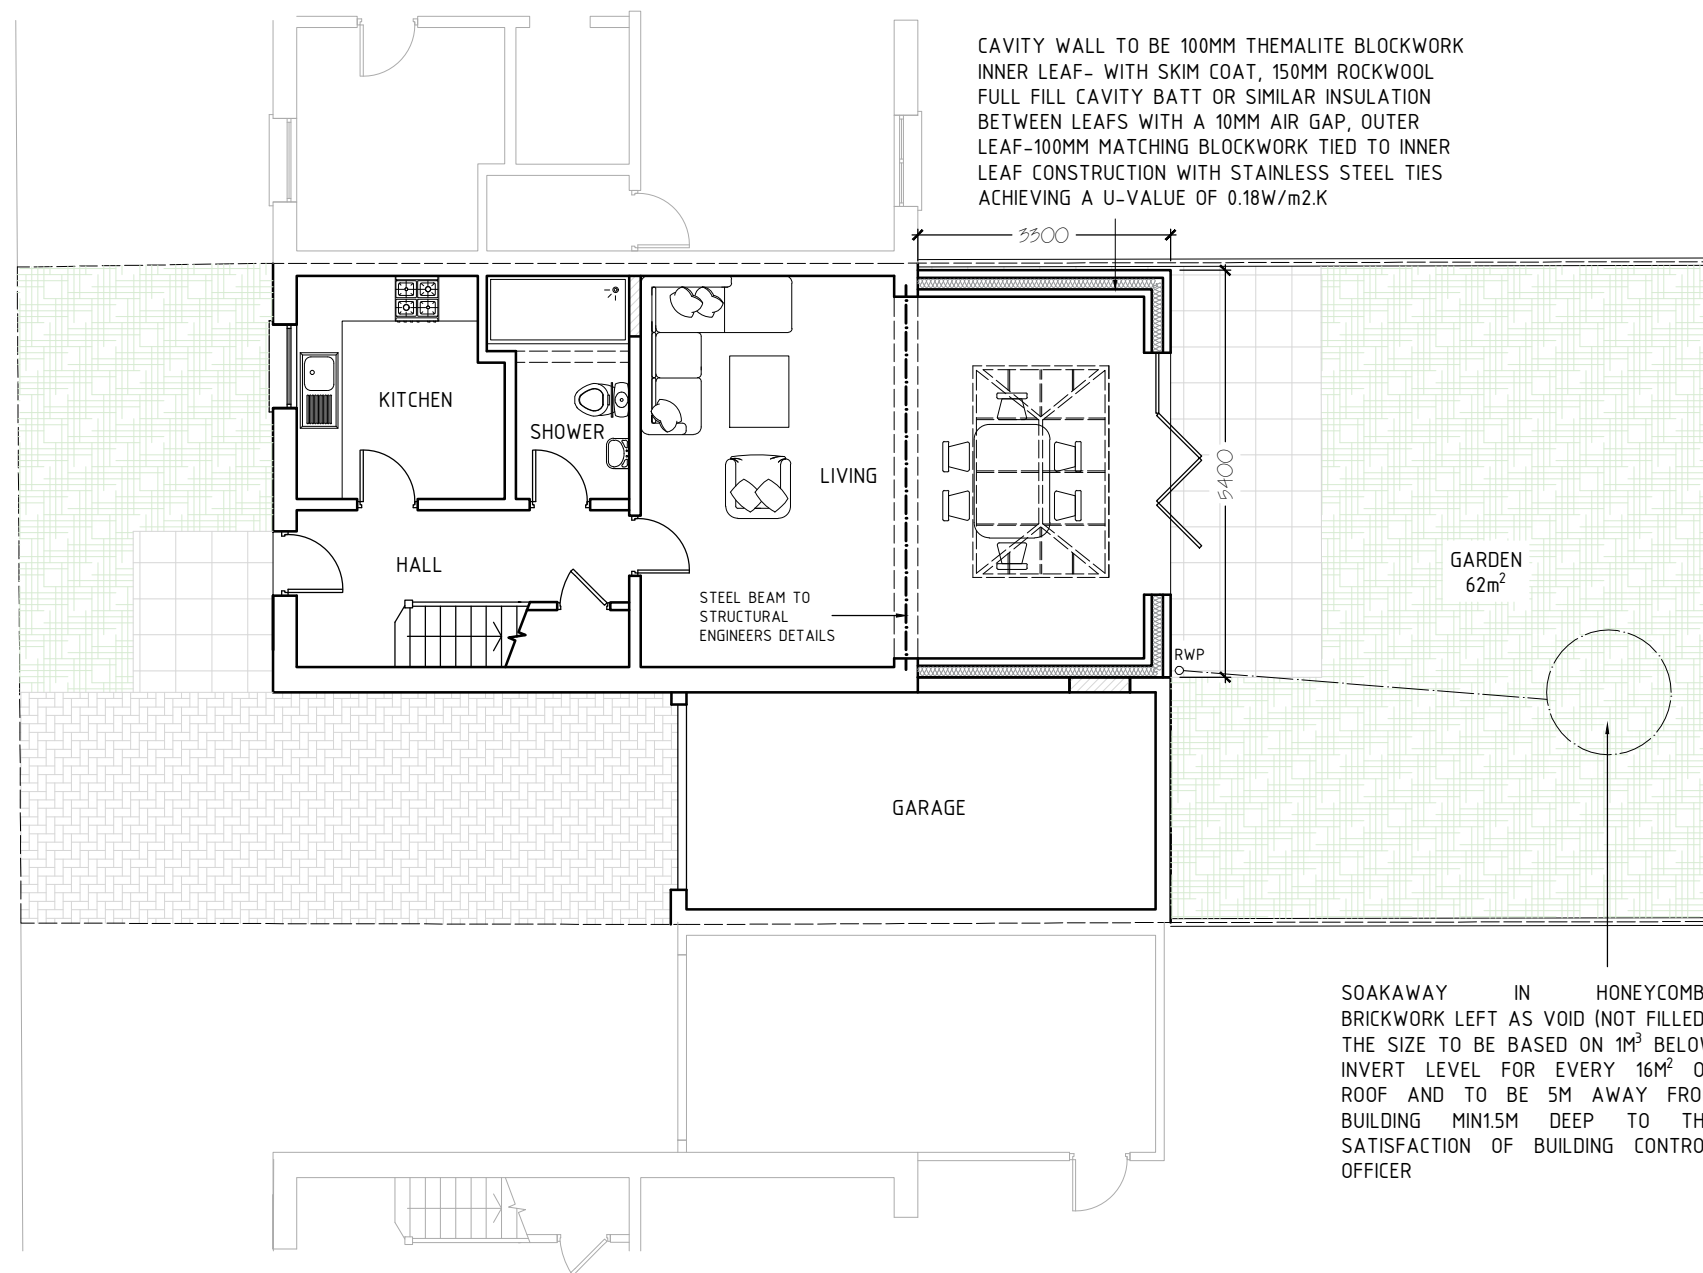 CAVITY WALL TO BE 100MM THEMALITE BLOCKWORK
INNER LEAF- WITH SKIM COAT, 150MM ROCKWOOL
FULL FILL CAVITY BATT OR SIMILAR INSULATION
BETWEEN LEAFS WITH A 10MM AIR GAP, OUTER
LEAF-100MM MATCHING BLOCKWORK TIED TO INNER
LEAF CONSTRUCTION WITH STAINLESS STEEL TIES
ACHIEVING A U-VALUE OF 0.18W/m2.K
3300
KITCHEN
SHOWER
LIVING
5400
HALL
GARDEN
62m²
STEEL BEAM TO
STRUCTURAL
ENGINEERS DETAILS
RWP
GARAGE
SOAKAWAY IN HONEYCOMB
BRICKWORK LEFT AS VOID (NOT FILLED
THE SIZE TO BE BASED ON 1M³
INVERT LEVEL FOR EVERY 16M²
ROOF AND TO BE 5M AWAY
BUILDING MIN1.5M DEEP TO
SATISFACTION OF BUILDING
OFFICER